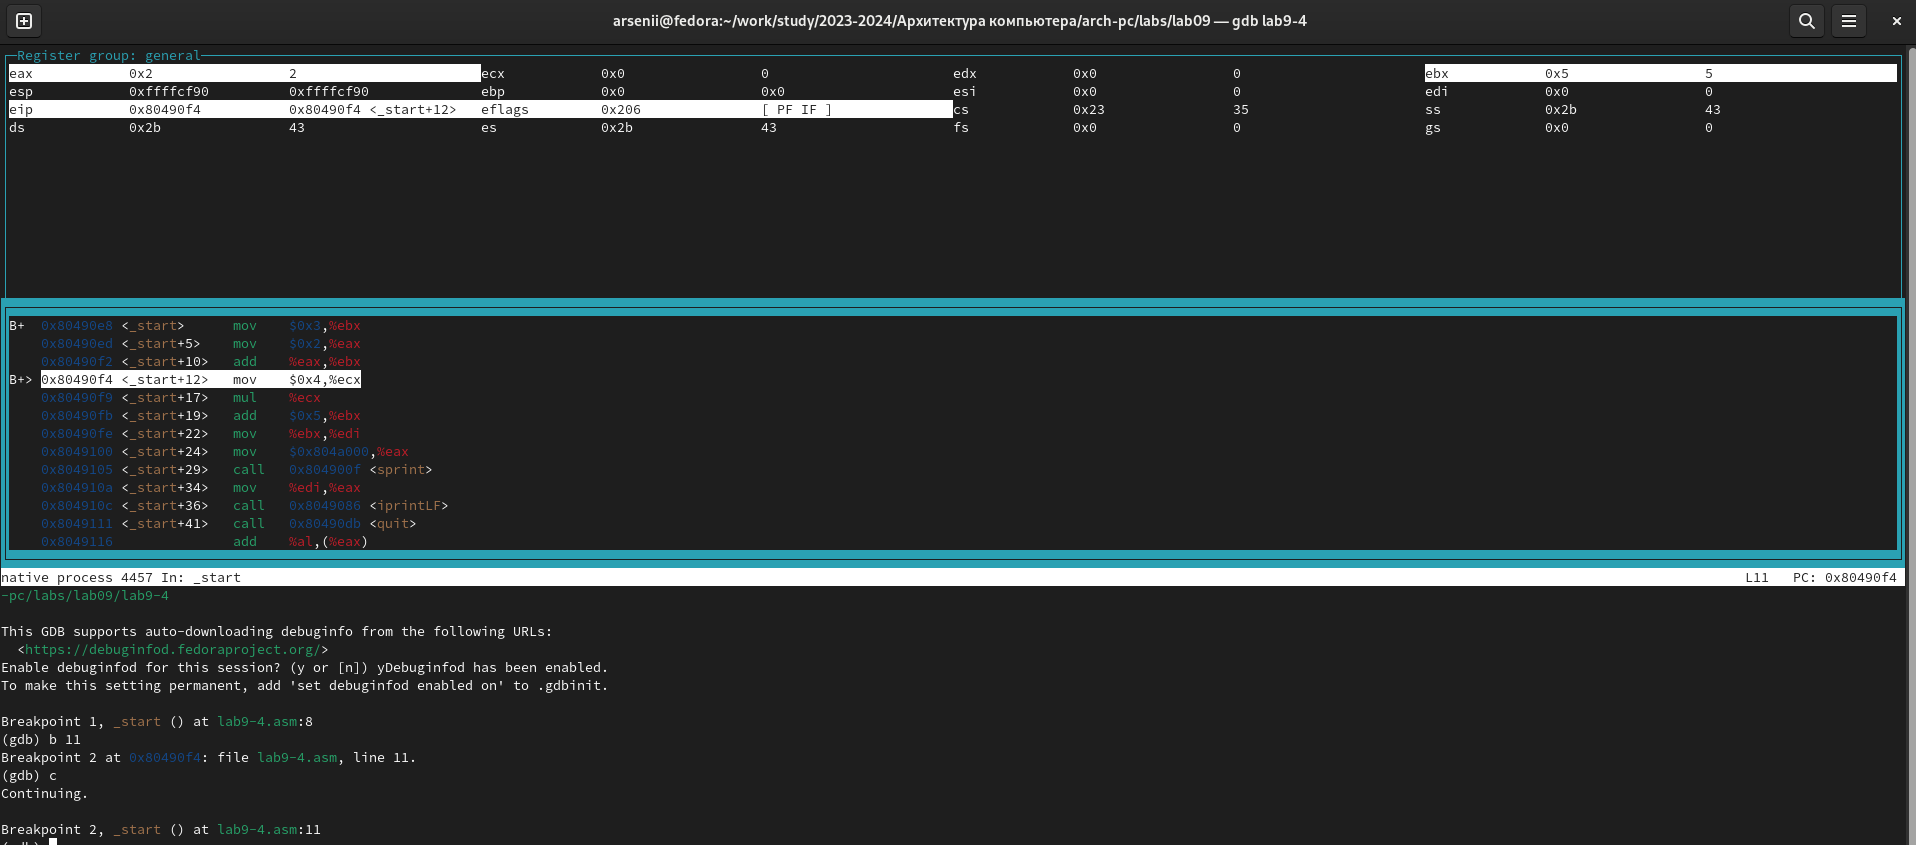 arsenii@fedora:~/work/study/2023-2024/Архитектура компьютера/arch-pc/labs/lab09 — gdb lab9-4
Register group: general
eax 0x2 2 ecx 0x0 0 edx 0x0 0 ebx 0x5 5
esp 0xffffcf90 0xffffcf90 ebp 0x0 0x0 esi 0x0 0 edi 0x0 0
eip 0x80490f4 0x80490f4 <_start+12> eflags 0x206 [ PF IF ] cs 0x23 35 ss 0x2b 43
ds 0x2b 43 es 0x2b 43 fs 0x0 0 gs 0x0 0
B+ 0x80490e8 <_start> mov $0x3,%ebx
0x80490ed <_start+5> mov $0x2,%eax
0x80490f2 <_start+10> add %eax,%ebx
B+> 0x80490f4 <_start+12> mov $0x4,%ecx
0x80490f9 <_start+17> mul %ecx
0x80490fb <_start+19> add $0x5,%ebx
0x80490fe <_start+22> mov %ebx,%edi
0x8049100 <_start+24> mov $0x804a000,%eax
0x8049105 <_start+29> call 0x804900f <sprint>
0x804910a <_start+34> mov %edi,%eax
0x804910c <_start+36> call 0x8049086 <iprintLF>
0x8049111 <_start+41> call 0x80490db <quit>
0x8049116 add %al,(%eax)
native process 4457 In: _start L11 PC: 0x80490f4
-pc/labs/lab09/lab9-4
This GDB supports auto-downloading debuginfo from the following URLs:
<https://debuginfod.fedoraproject.org/>
Enable debuginfod for this session? (y or [n]) yDebuginfod has been enabled.
To make this setting permanent, add 'set debuginfod enabled on' to .gdbinit.
Breakpoint 1, _start () at lab9-4.asm:8
(gdb) b 11
Breakpoint 2 at 0x80490f4: file lab9-4.asm, line 11.
(gdb) c
Continuing.
Breakpoint 2, _start () at lab9-4.asm:11
(gdb)